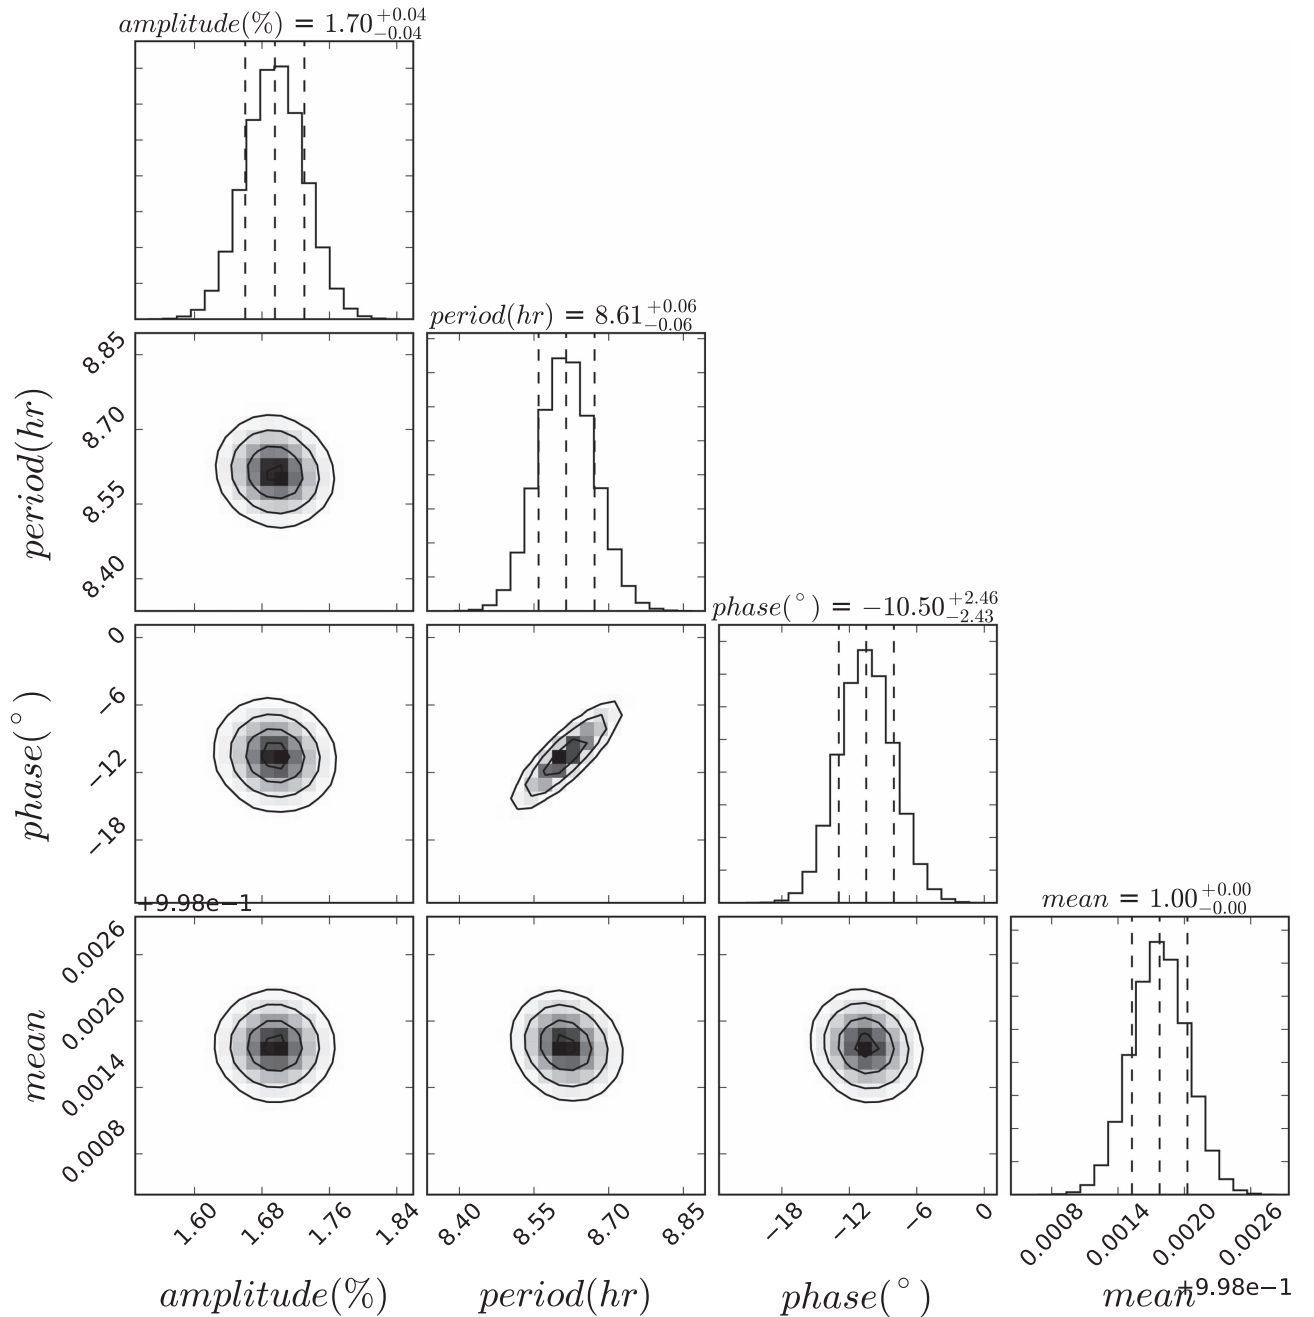 amplitude(%) = 1.70 +0.04 −0.04
period(hr) = 8.61 +0.06 −0.06
8.85
8.70
8.55
8.40
period(hr)
phase(°) = −10.50 +2.46 −2.43
0
−6
−12
−18
phase(°)
+9.98e−1
mean = 1.00 +0.00 −0.00
0.0026
0.0020
0.0014
0.0008
mean
1.60 1.68 1.76 1.84
8.40 8.55 8.70 8.85
−18 −12 −6 0
0.0008 0.0014 0.0020 0.0026
amplitude(%)
period(hr)
phase(°)
mean
+9.98e−1